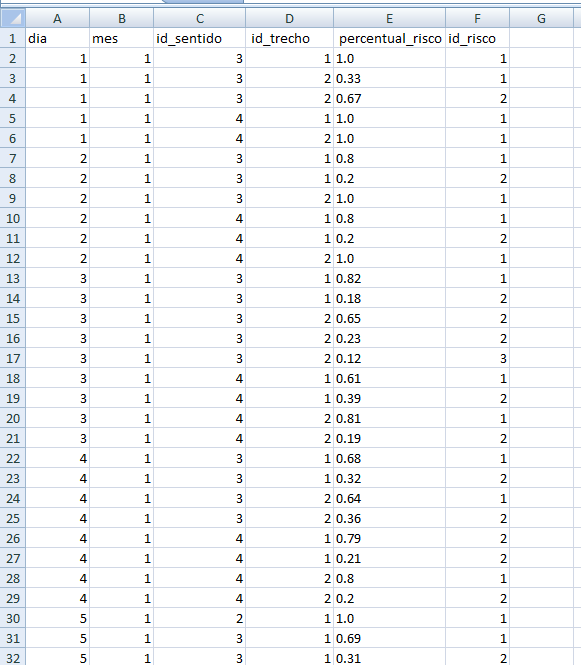 A B C D E F G
1 dia mes id_sentido id_trecho percentual_risco id_risco
2 1 1 3 1 1.0 1
3 1 1 3 2 0.33 1
4 1 1 3 2 0.67 2
5 1 1 4 1 1.0 1
6 1 1 4 2 1.0 1
7 2 1 3 1 0.8 1
8 2 1 3 1 0.2 2
9 2 1 3 2 1.0 1
10 2 1 4 1 0.8 1
11 2 1 4 1 0.2 2
12 2 1 4 2 1.0 1
13 3 1 3 1 0.82 1
14 3 1 3 1 0.18 2
15 3 1 3 2 0.65 2
16 3 1 3 2 0.23 2
17 3 1 3 2 0.12 3
18 3 1 4 1 0.61 1
19 3 1 4 1 0.39 2
20 3 1 4 2 0.81 1
21 3 1 4 2 0.19 2
22 4 1 3 1 0.68 1
23 4 1 3 1 0.32 2
24 4 1 3 2 0.64 1
25 4 1 3 2 0.36 2
26 4 1 4 1 0.79 2
27 4 1 4 1 0.21 2
28 4 1 4 2 0.8 1
29 4 1 4 2 0.2 2
30 5 1 2 1 1.0 1
31 5 1 3 1 0.69 1
32 5 1 3 1 0.31 2